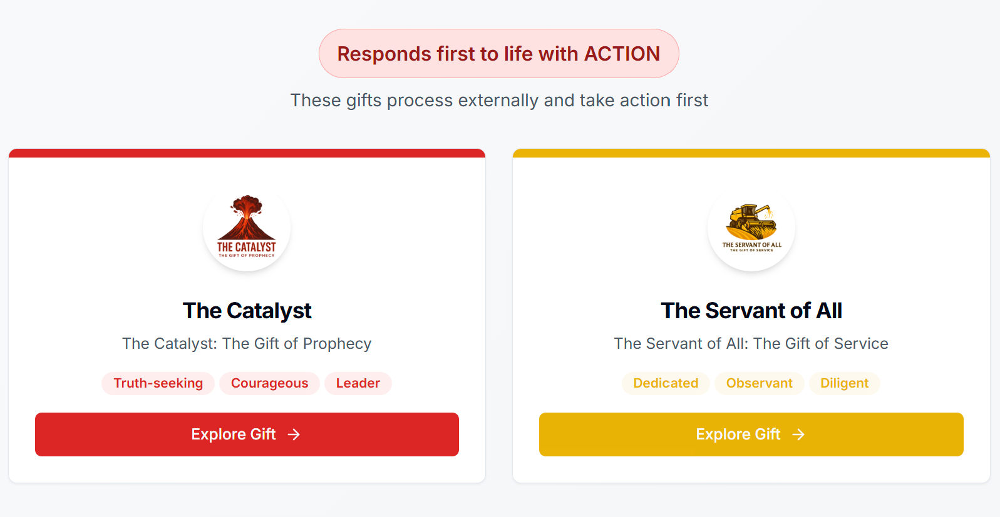 Responds first to life with ACTION
These gifts process externally and take action first
THE CATALYST
THE GIFT OF PROPHECY
The Catalyst
The Catalyst: The Gift of Prophecy
Truth-seeking Courageous Leader
Explore Gift →
THE SERVANT OF ALL
THE GIFT OF SERVICE
The Servant of All
The Servant of All: The Gift of Service
Dedicated Observant Diligent
Explore Gift →